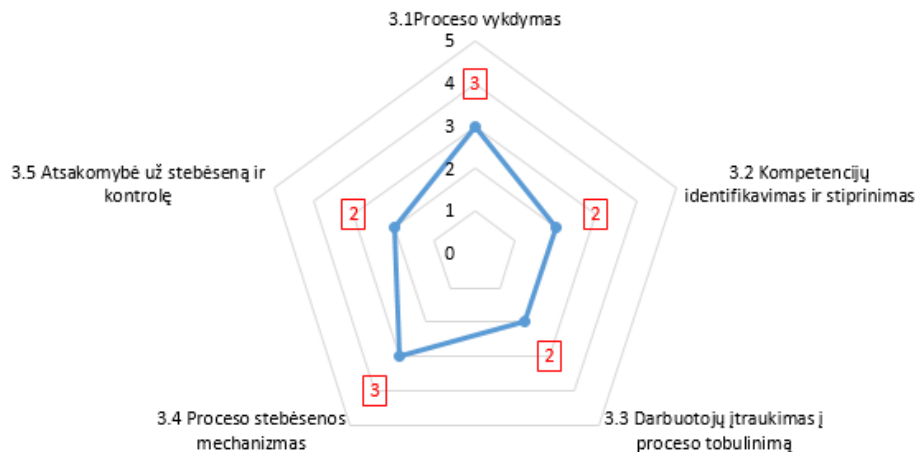 3.1Proceso vykdymas
5
4
3
3
2
1
0
3.5 Atsakomybė už stebėseną ir
kontrolę
2
3.2 Kompetencijų
identifikavimas ir stiprinimas
2
3.4 Proceso stebėsenos
mechanizmas
3
3.3 Darbuotojų įtraukimas į
proceso tobulinimą
2